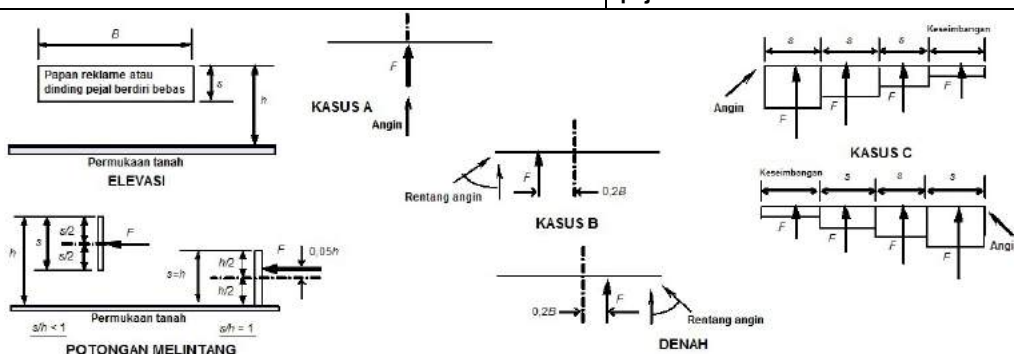 B
Papan reklame atau
dinding pejal berdiri bebas
s
h
Permukaan tanah
ELEVASI
F
KASUS A
Angin
Rentang angin
F
0,2B
KASUS B
s
s
s
Keseimbangan
Angin
F
F
F
F
KASUS C
Keseimbangan
s
s
s
F
F
F
F
Angin
h
s
s/2
s/2
F
s=h
h/2
h/2
F
0,05h
Permukaan tanah
s/h < 1
s/h = 1
POTONGAN MELINTANG
0,2B
F
Rentang angin
DENAH